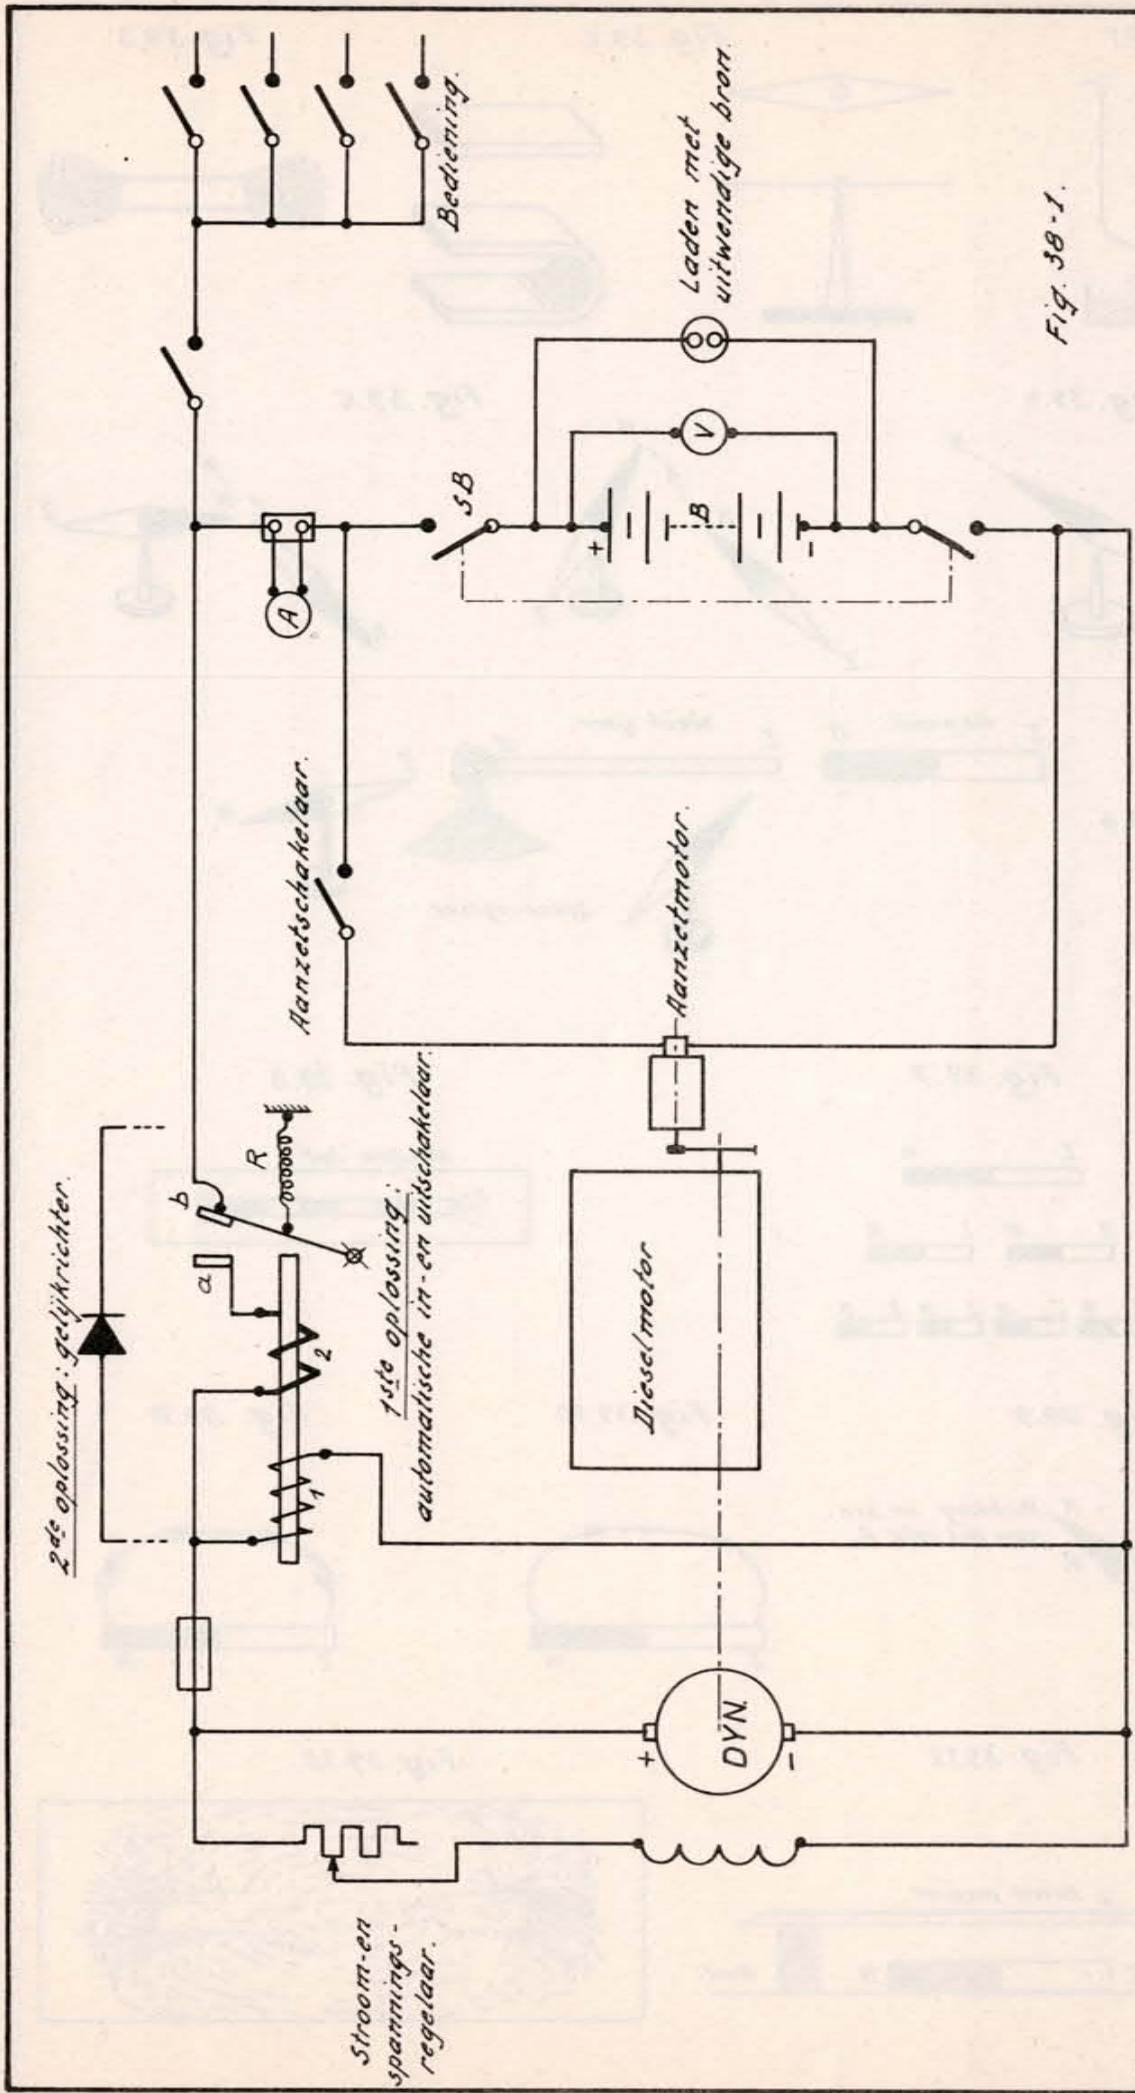 2de oplossing: gelijkrichter.
a
b
R
1
2
1ste oplossing:
automatische in- en uitschakelaar.
Aanzetschakelaar.
A
Bediening.
Stroom-en
spannings-
regelaar.
+
DYN.
-
Dieselmotor
Aanzetmotor.
SB
+
B
-
V
Laden met
uitwendige bron.
Fig. 38-1.